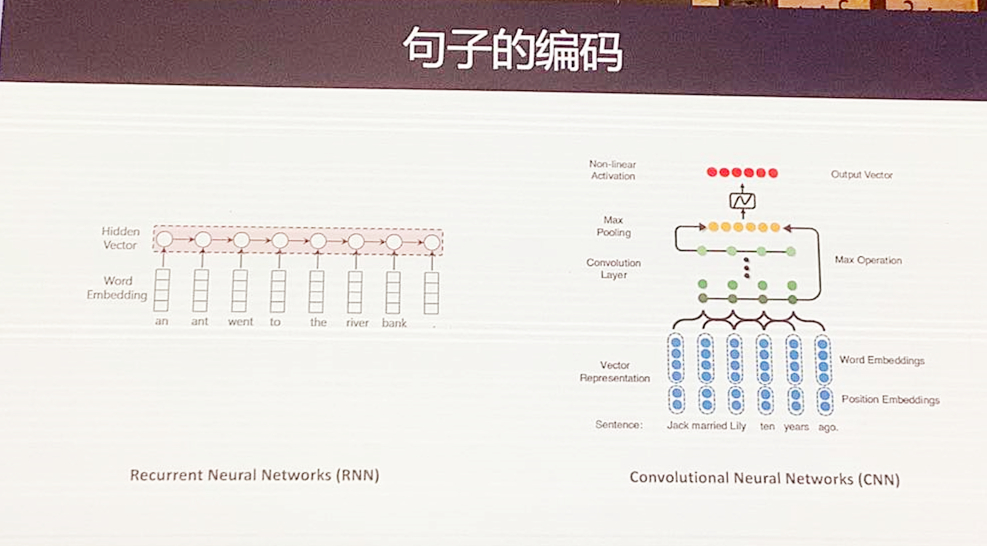 句子的编码
Hidden
Vector
Word
Embedding
an ant went to the river bank .
Recurrent Neural Networks (RNN)
Non-linear
Activation
Output Vector
Max
Pooling
Convolution
Layer
Max Operation
Vector
Representation
Word Embeddings
Position Embeddings
Sentence: Jack married Lily ten years ago.
Convolutional Neural Networks (CNN)